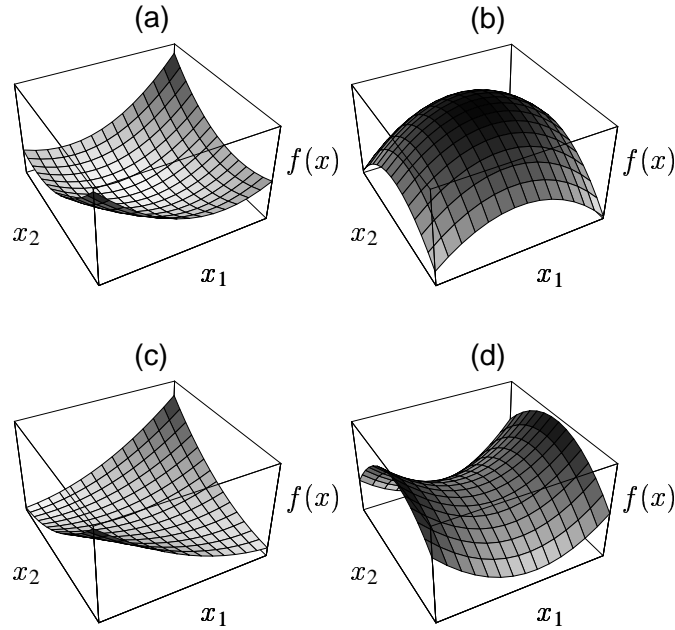 (a) (b)
f(x) f(x)
x₂ x₂
x₁ x₁
(c) (d)
f(x) f(x)
x₂ x₂
x₁ x₁